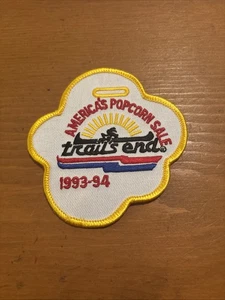 AMERICA'S POPCORN SALE
trail's end®
1993-94